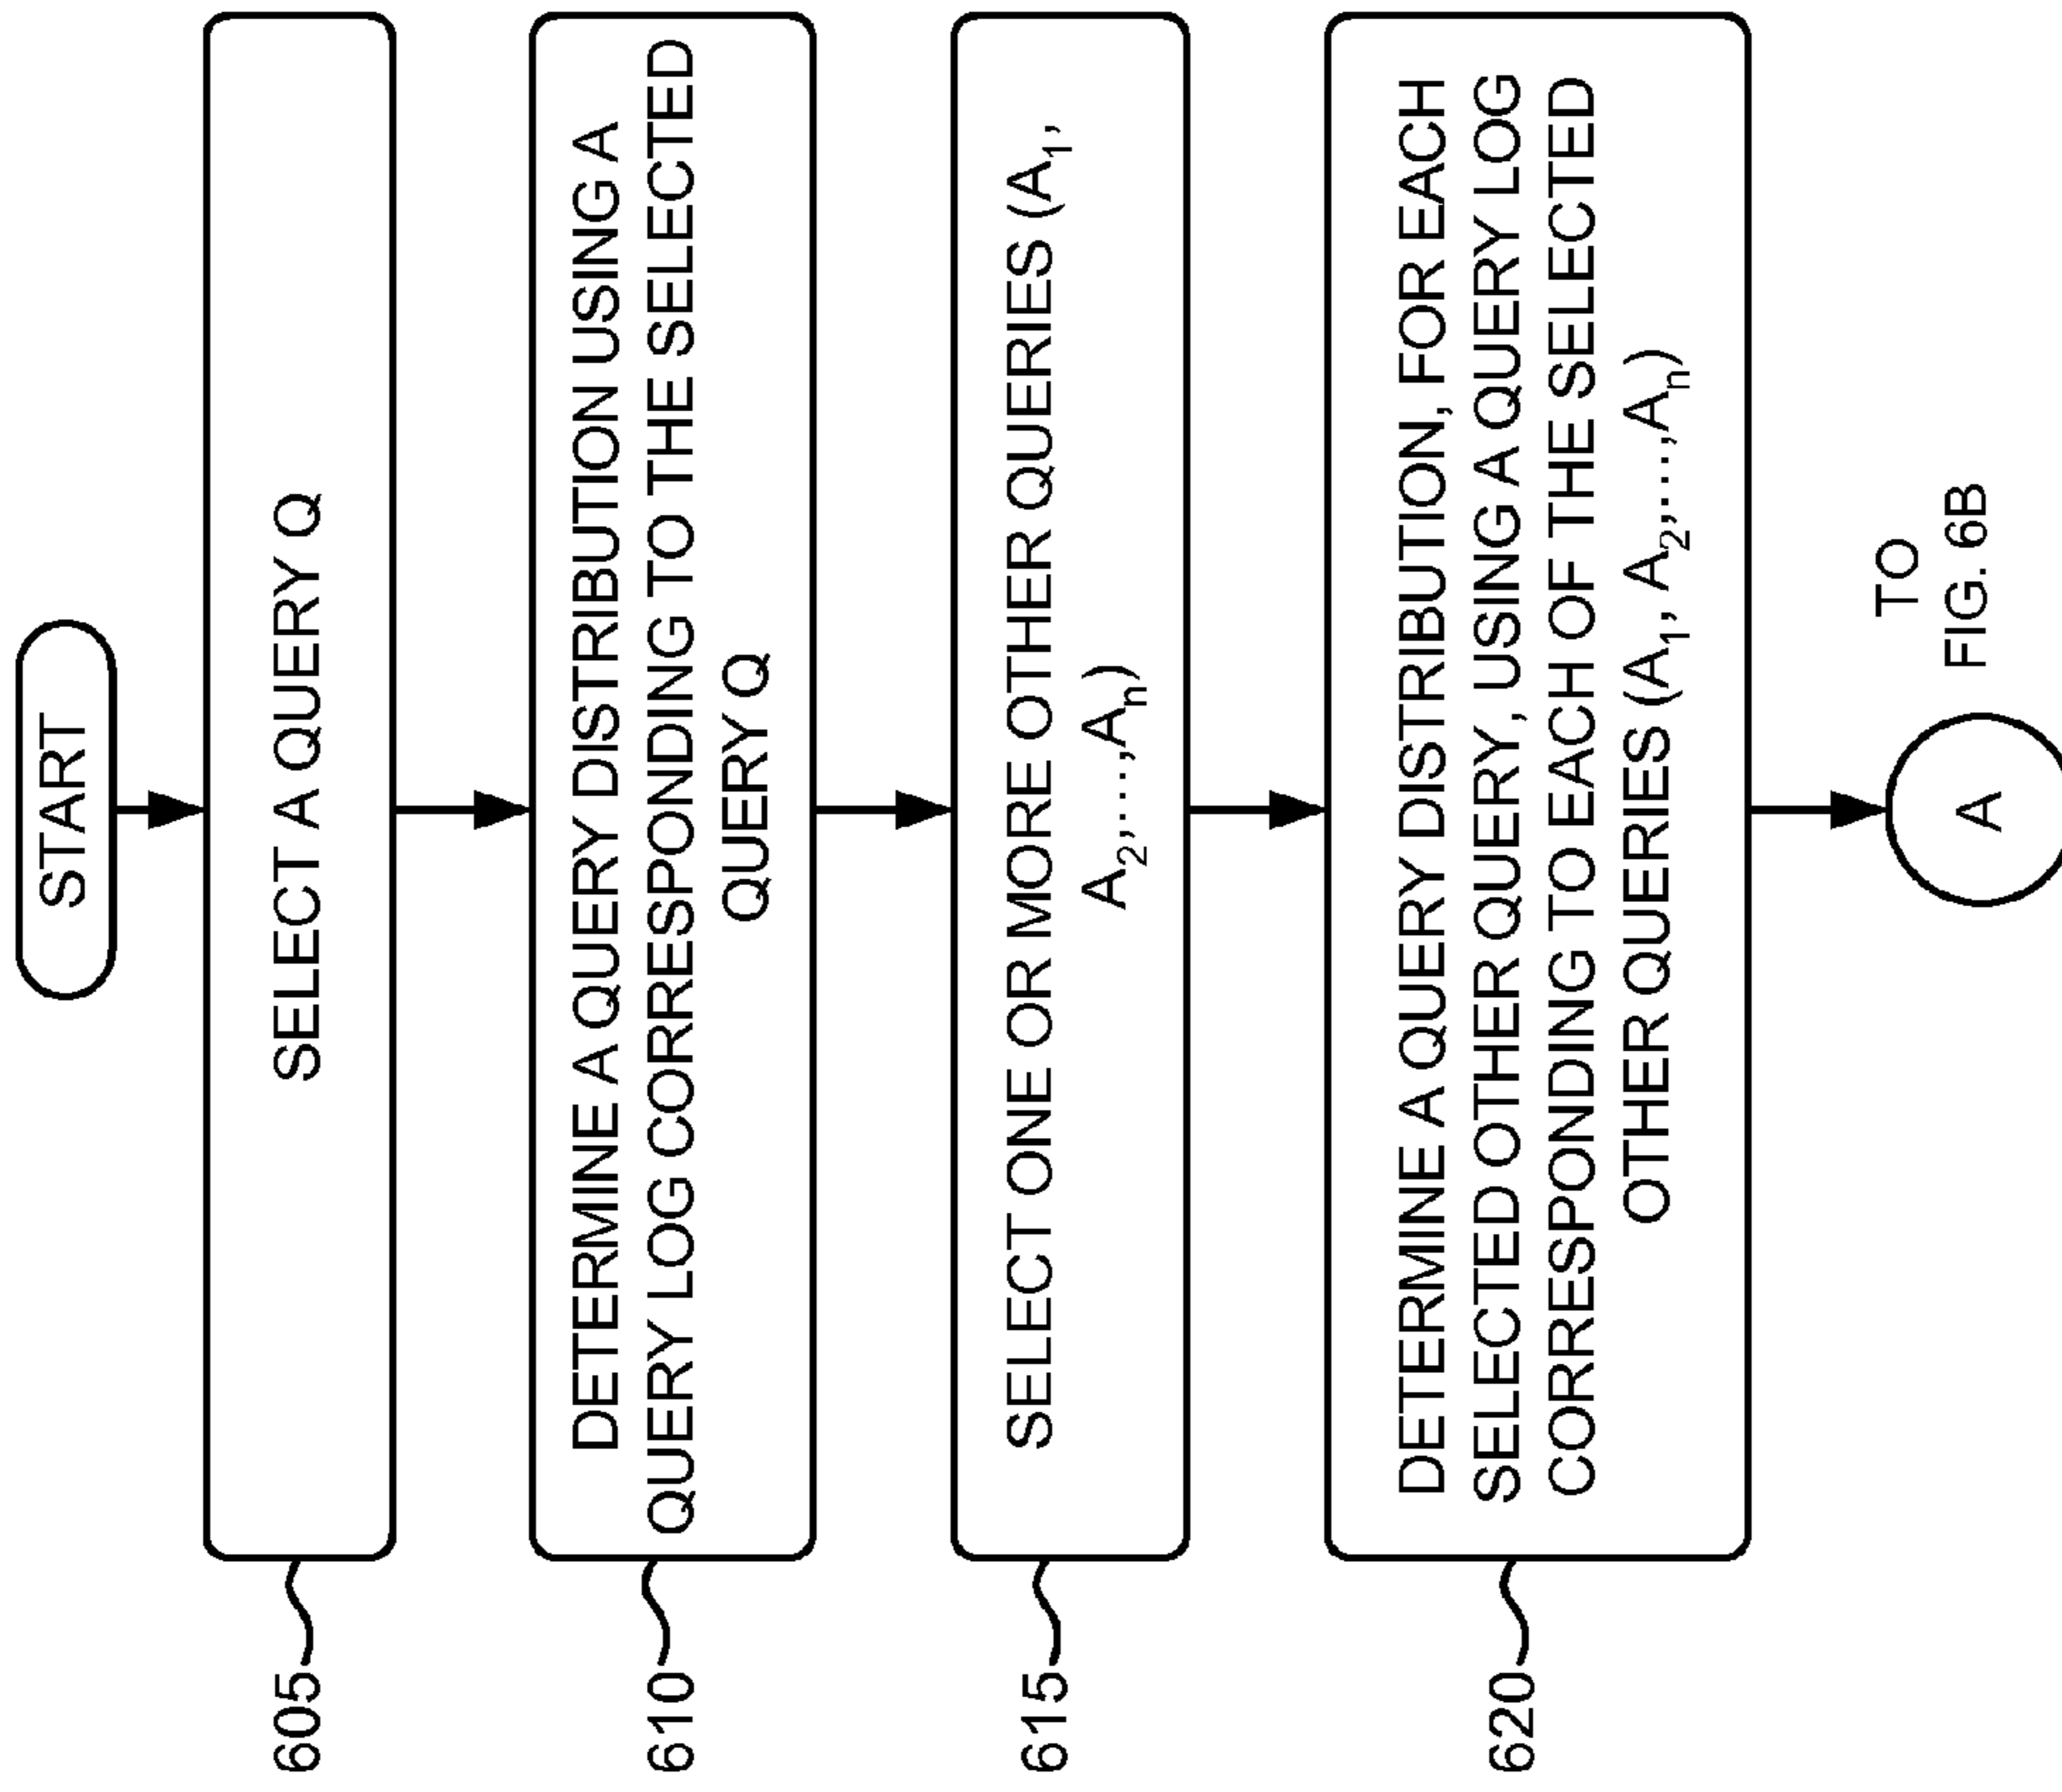 START
605
SELECT A QUERY Q
610
DETERMINE A QUERY DISTRIBUTION USING A
QUERY LOG CORRESPONDING TO THE SELECTED
QUERY Q
615
SELECT ONE OR MORE OTHER QUERIES (A₁,
A₂,....,Aₙ)
620
DETERMINE A QUERY DISTRIBUTION, FOR EACH
SELECTED OTHER QUERY, USING A QUERY LOG
CORRESPONDING TO EACH OF THE SELECTED
OTHER QUERIES (A₁, A₂,....,Aₙ)
A
TO
FIG. 6B